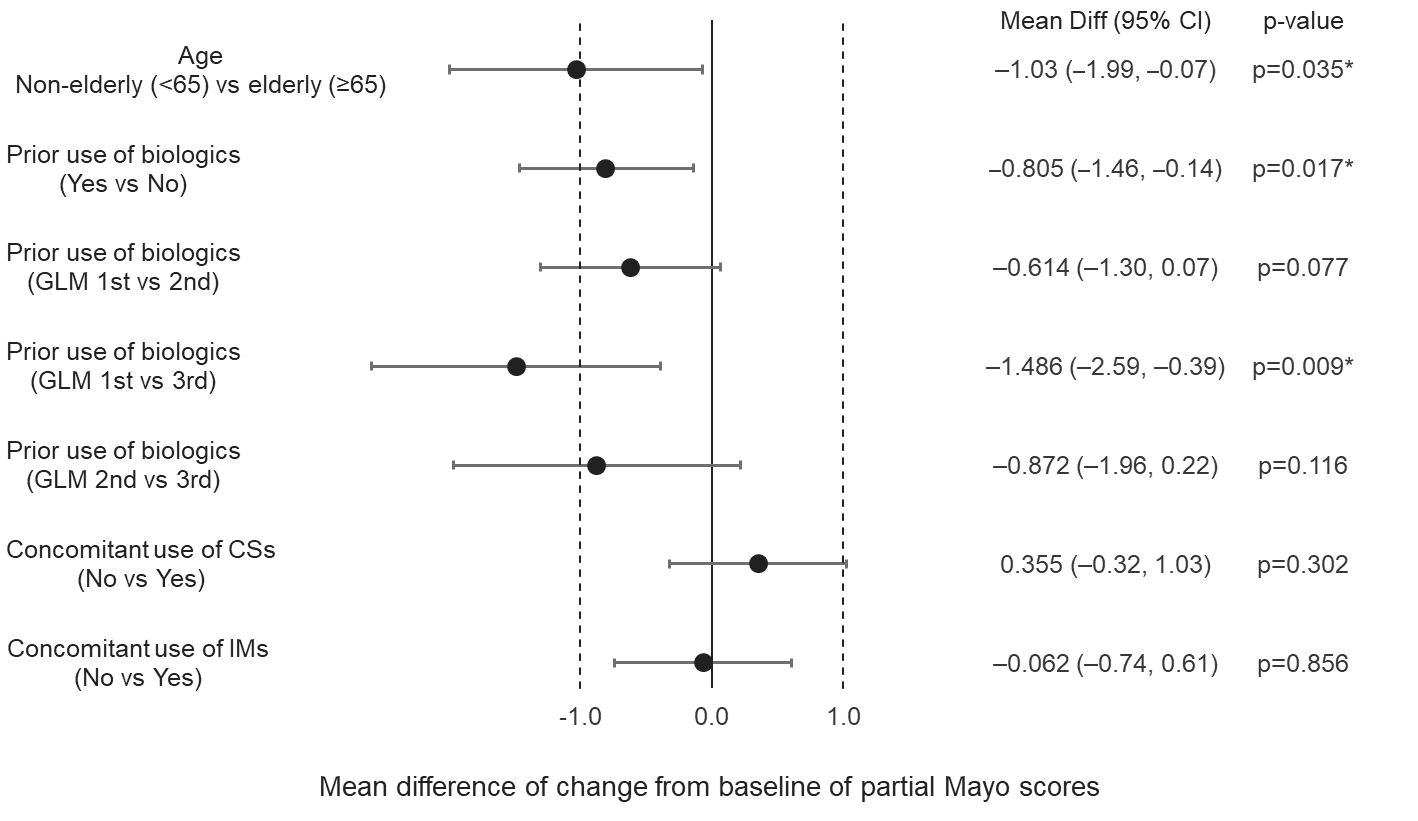 Mean Diff (95% CI) p-value
Age
Non-elderly (<65) vs elderly (≥65)
–1.03 (–1.99, –0.07) p=0.035*
Prior use of biologics
(Yes vs No)
–0.805 (–1.46, –0.14) p=0.017*
Prior use of biologics
(GLM 1st vs 2nd)
–0.614 (–1.30, 0.07) p=0.077
Prior use of biologics
(GLM 1st vs 3rd)
–1.486 (–2.59, –0.39) p=0.009*
Prior use of biologics
(GLM 2nd vs 3rd)
–0.872 (–1.96, 0.22) p=0.116
Concomitant use of CSs
(No vs Yes)
0.355 (–0.32, 1.03) p=0.302
Concomitant use of IMs
(No vs Yes)
–0.062 (–0.74, 0.61) p=0.856
-1.0 0.0 1.0
Mean difference of change from baseline of partial Mayo scores